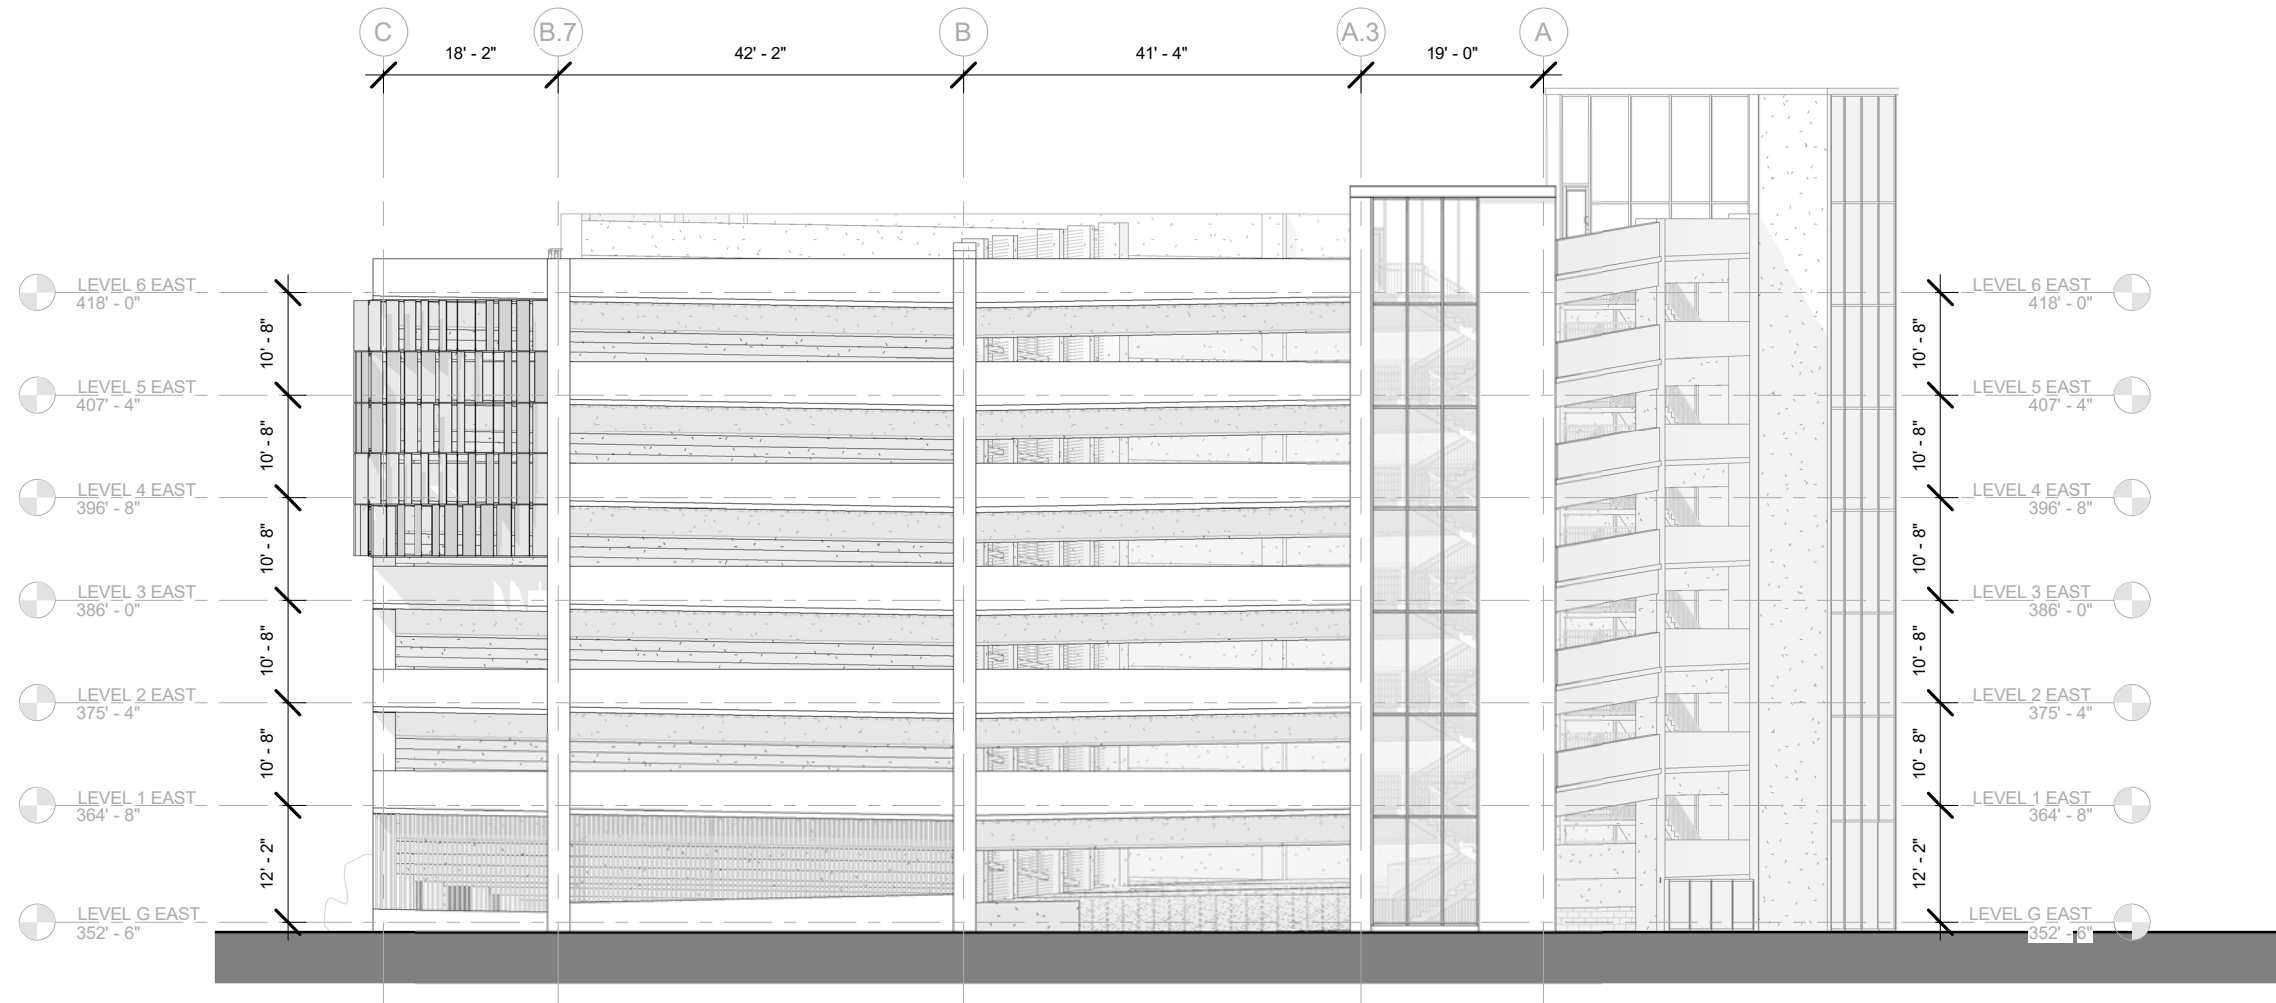 C
B.7
B
A.3
A
18' - 2"
42' - 2"
41' - 4"
19' - 0"
LEVEL 6 EAST
418' - 0"
10' - 8"
LEVEL 5 EAST
407' - 4"
10' - 8"
LEVEL 4 EAST
396' - 8"
10' - 8"
LEVEL 3 EAST
386' - 0"
10' - 8"
LEVEL 2 EAST
375' - 4"
10' - 8"
LEVEL 1 EAST
364' - 8"
12' - 2"
LEVEL G EAST
352' - 6"
LEVEL 6 EAST
418' - 0"
10' - 8"
LEVEL 5 EAST
407' - 4"
10' - 8"
LEVEL 4 EAST
396' - 8"
10' - 8"
LEVEL 3 EAST
386' - 0"
10' - 8"
LEVEL 2 EAST
375' - 4"
10' - 8"
LEVEL 1 EAST
364' - 8"
12' - 2"
LEVEL G EAST
352' - 6"